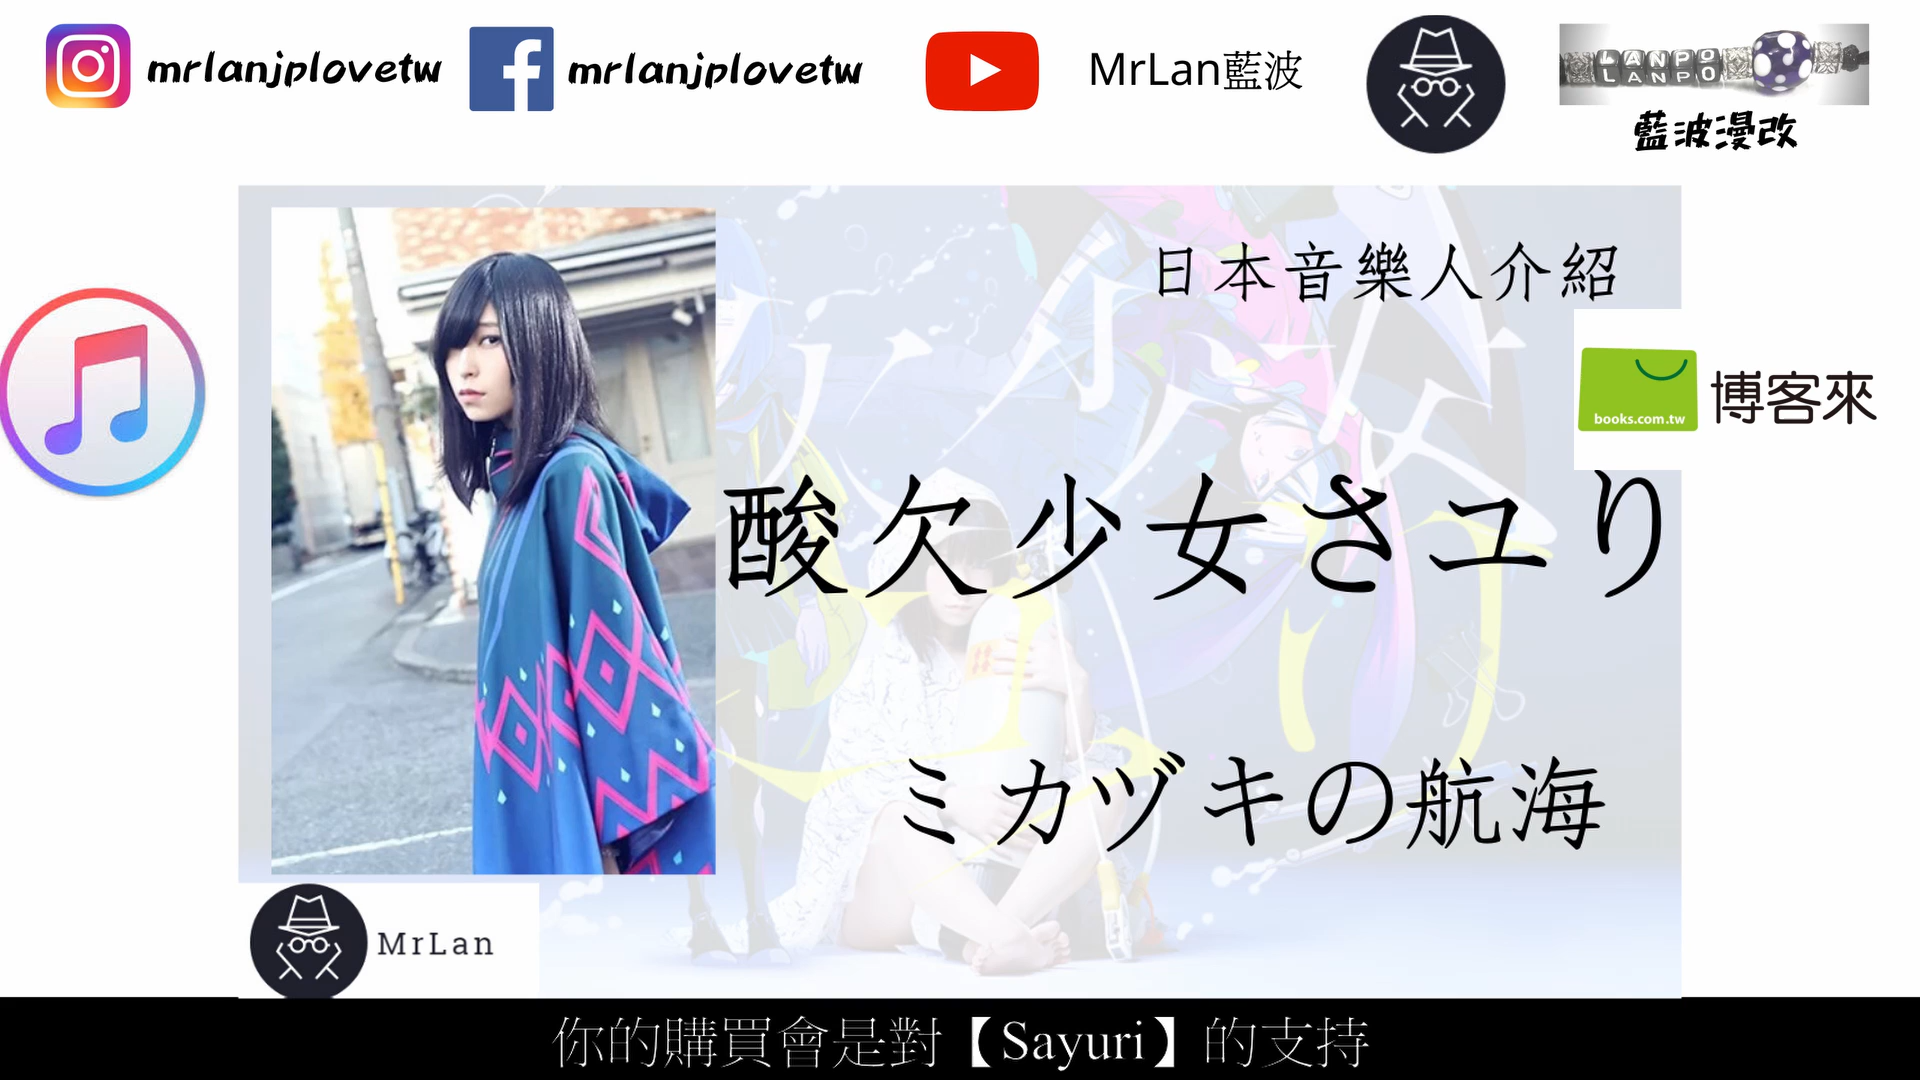 mrlanjplovetw
mrlanjplovetw
MrLan藍波
LANPO
LANPO
藍波漫改
日本音樂人介紹
books.com.tw
博客來
酸欠少女さユり
ミカヅキの航海
MrLan
你的購買會是對【Sayuri】的支持